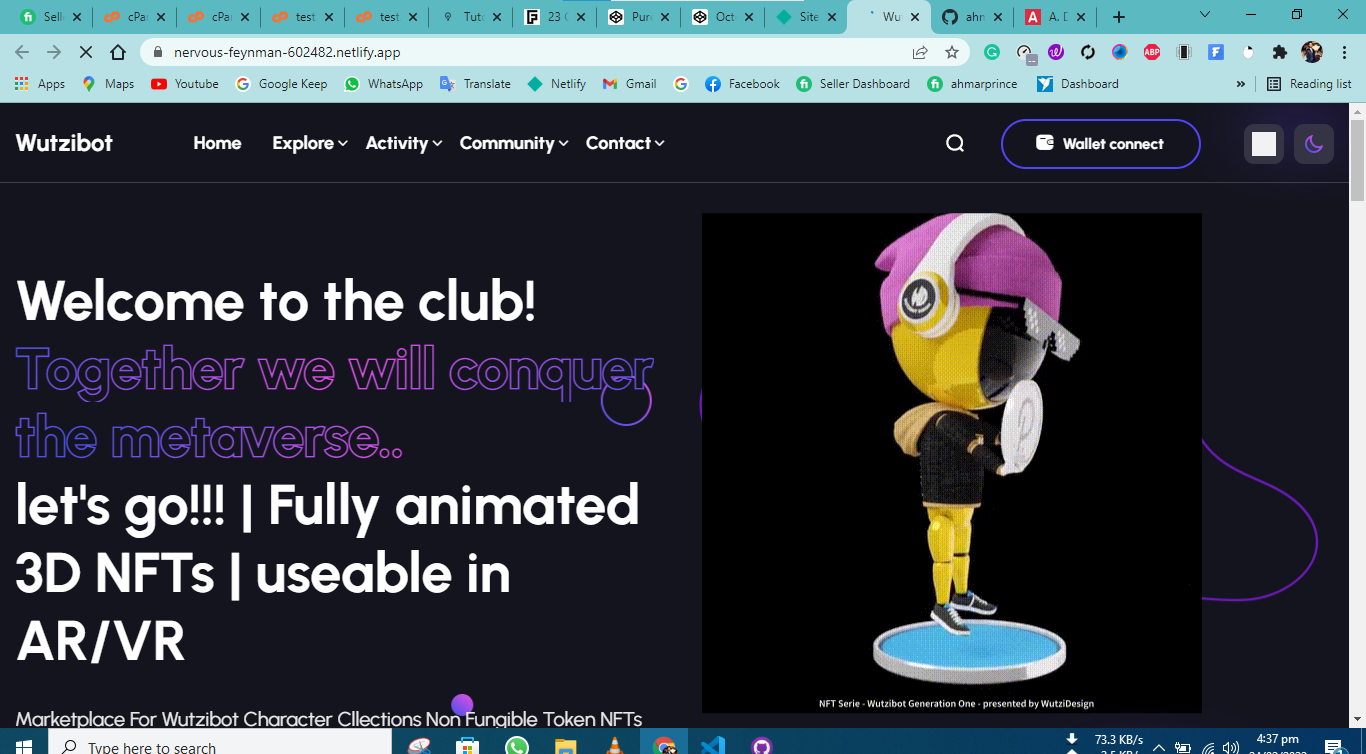 Sell
cPa
cPa
test
test
Tuto
23
Pur
Oct
Site
Wu
ahn
A. D
nervous-feynman-602482.netlify.app
Apps
Maps
Youtube
Google Keep
WhatsApp
Translate
Netlify
Gmail
Facebook
Seller Dashboard
ahmarprince
Dashboard
»
Reading list
Wutzibot
Home
Explore
Activity
Community
Contact
Wallet connect
Welcome to the club!
Together we will conquer
the metaverse..
let's go!!! | Fully animated
3D NFTs | useable in
AR/VR
Marketplace For Wutzibot Character Cllections Non Fungible Token NFTs
NFT Serie - Wutzibot Generation One - presented by WutziDesign
Type here to search
73.3 KB/s
4:37 pm